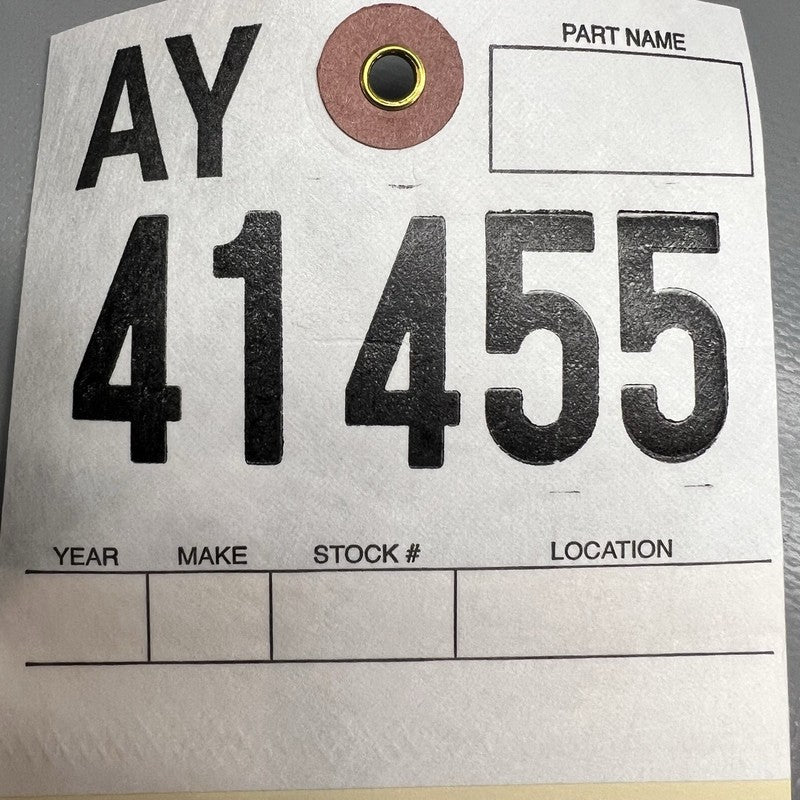 AY
PART NAME
41455
YEAR MAKE STOCK # LOCATION